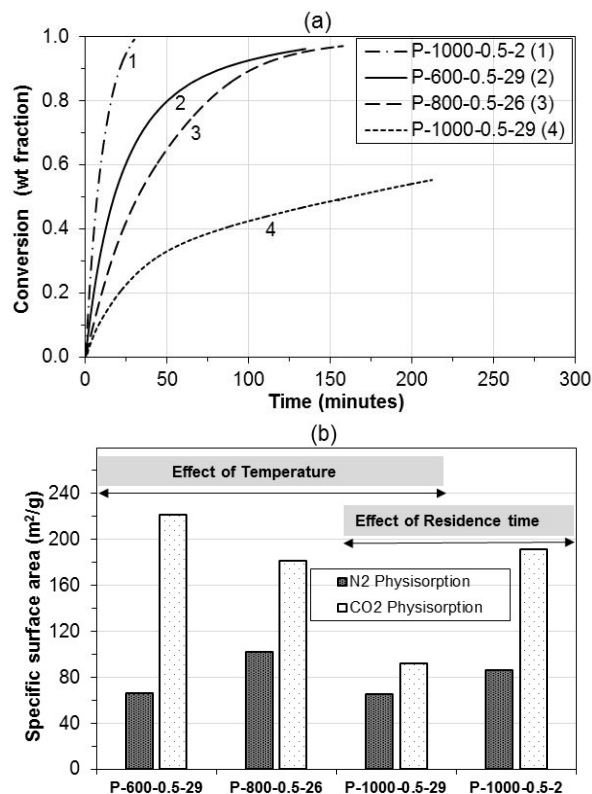 (a)
1.0
0.8
0.6
0.4
0.2
0.0
Conversion (wt fraction)
P-1000-0.5-2 (1)
P-600-0.5-29 (2)
P-800-0.5-26 (3)
P-1000-0.5-29 (4)
1
2
3
4
0 50 100 150 200 250 300
Time (minutes)
(b)
240
200
160
120
80
40
0
Specific surface area (m²/g)
Effect of Temperature
Effect of Residence time
N2 Physisorption
CO2 Physisorption
P-600-0.5-29 P-800-0.5-26 P-1000-0.5-29 P-1000-0.5-2